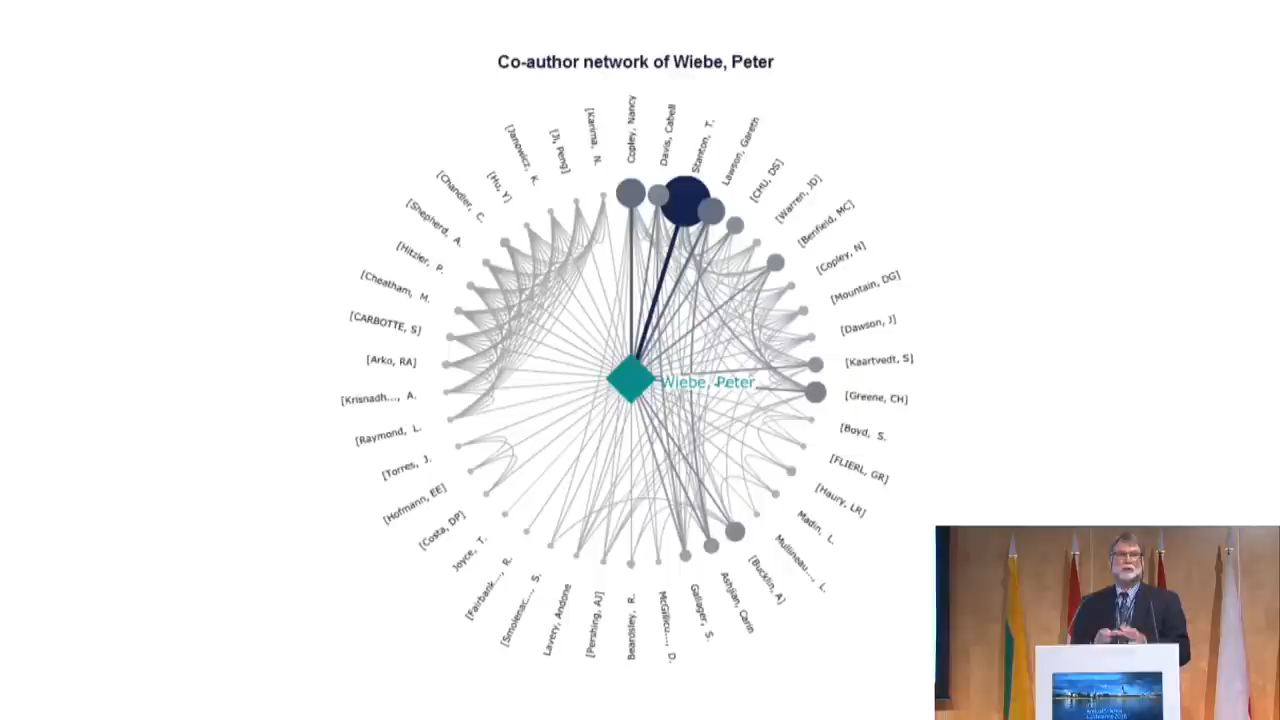 Co-author network of Wiebe, Peter
Copley, Nancy
Davis, Cabell
Stanton, T.
Lawson, Gareth
[CHU, DS]
[Warren, JD]
[Benfield, MC]
[Copley, N]
[Mountain, DG]
[Dawson, J]
[Kaartvedt, S]
[Greene, CH]
[Boyd, S.
[FLIERL, GR]
[Haury, LR]
Madin, L.
Mullineau..., L.
[Bucklin, A]
Ashjian, Carin
Gallager, S.
McGillicu..., D.
Beardsley, R.
[Pershing, AJ]
Lavery, Andone
[Smolenac..., S.
[Fairbank..., R.
Joyce, T.
[Costa, DP]
[Hofmann, EE]
[Torres, J.
[Raymond, L.
[Krisnadh..., A.
[Arko, RA]
[CARBOTTE, S]
[Cheatham, M.
[Hitzler, P.
[Shepherd, A.
[Chandler, C.
[Hu, Y]
[Janowicz, K.
[Ji, Peng]
[Karima, N.
Wiebe, Peter